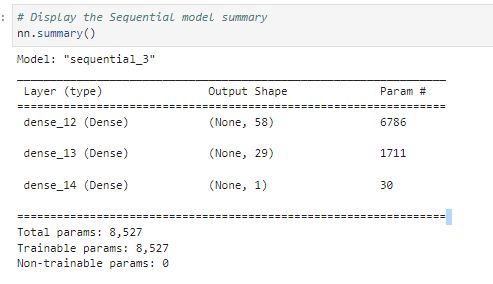 : # Display the Sequential model summary
nn.summary()
Model: "sequential_3"
_________________________________________________________________
Layer (type) Output Shape Param #
=================================================================
dense_12 (Dense) (None, 58) 6786
dense_13 (Dense) (None, 29) 1711
dense_14 (Dense) (None, 1) 30
=================================================================
Total params: 8,527
Trainable params: 8,527
Non-trainable params: 0